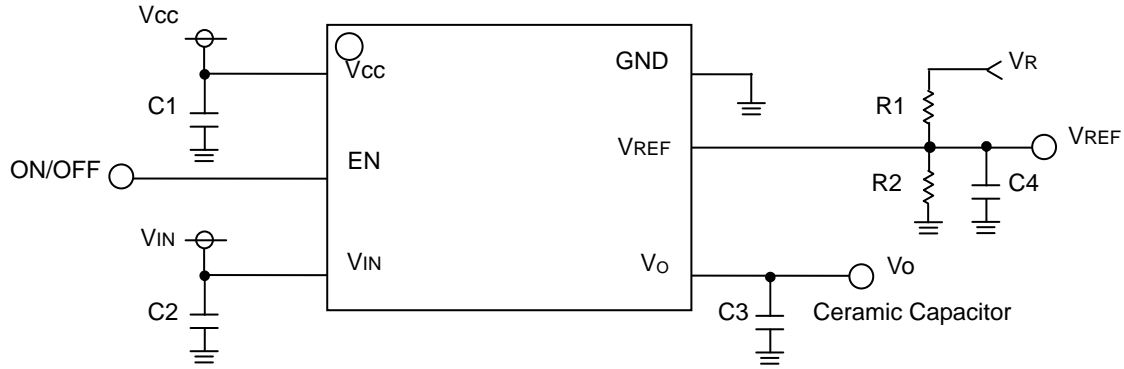 Vcc
Vcc
GND
VR
C1
R1
VREF
VREF
EN
ON/OFF
R2
C4
VIN
VIN
VO
Vo
C2
C3
Ceramic Capacitor